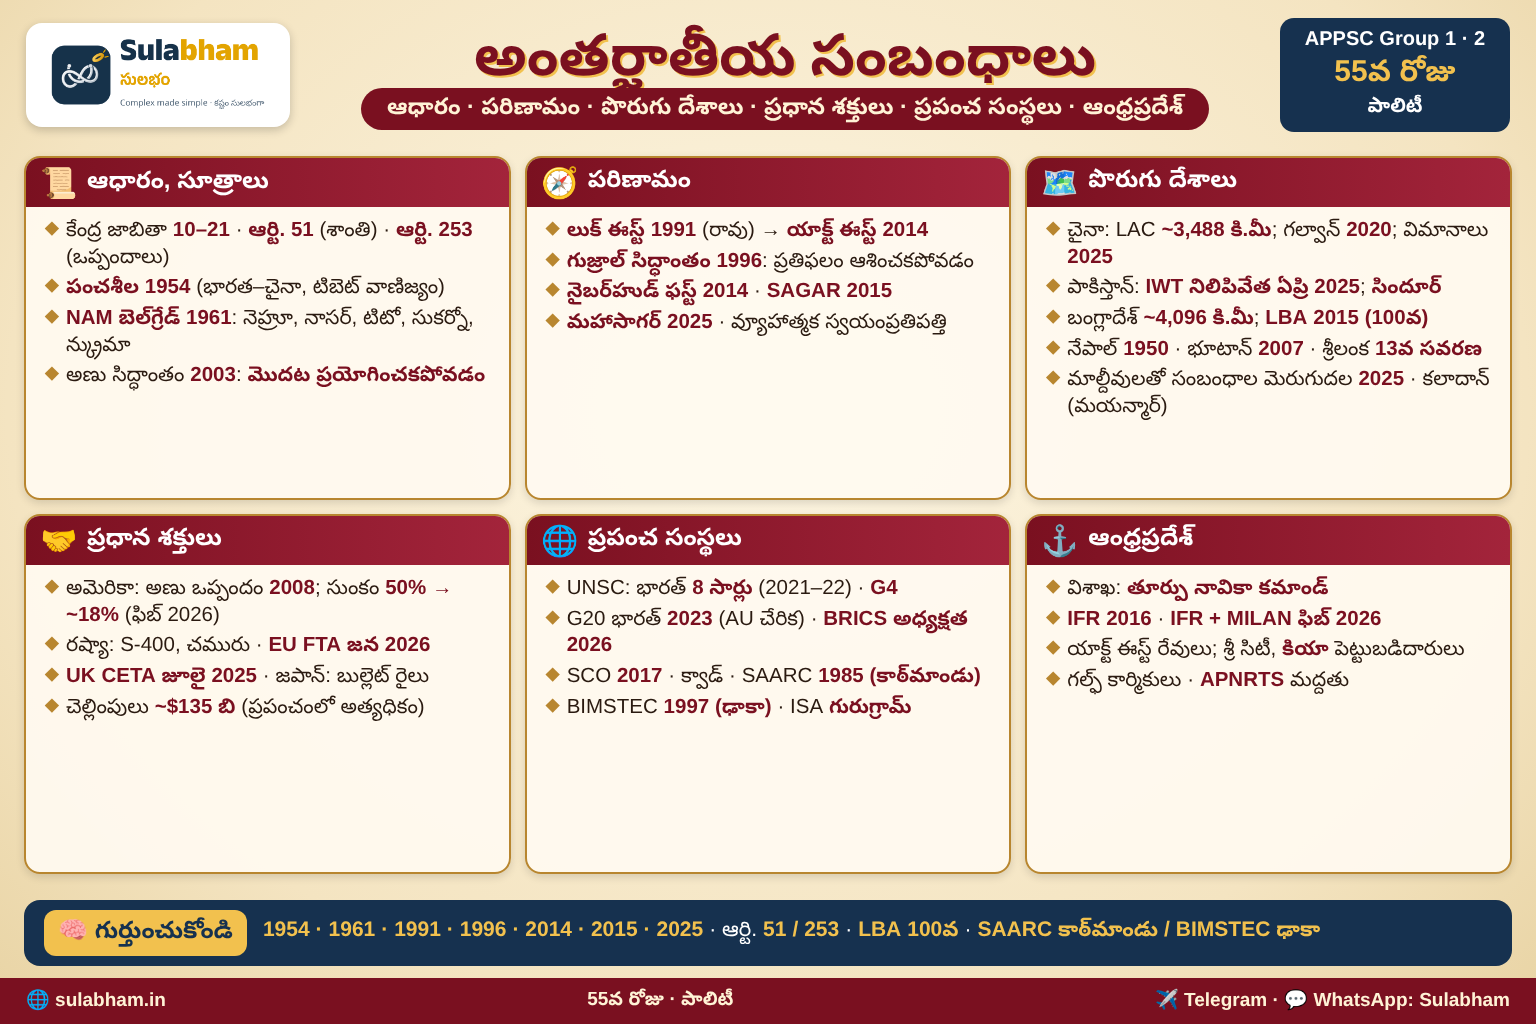 Sulabham
సులభం
Complex made simple · కష్టం సులభంగా
అంతర్జాతీయ సంబంధాలు
ఆధారం · పరిణామం · పొరుగు దేశాలు · ప్రధాన శక్తులు · ప్రపంచ సంస్థలు · ఆంధ్రప్రదేశ్
APPSC Group 1 · 2
55వ రోజు
పాలిటీ
ఆధారం, సూత్రాలు
కేంద్ర జాబితా 10–21 · ఆర్టి. 51 (శాంతి) · ఆర్టి. 253
(ఒప్పందాలు)
పంచశీల 1954 (భారత–చైనా, టిబెట్ వాణిజ్యం)
NAM బెల్‌గ్రేడ్ 1961: నెహ్రూ, నాసర్, టిటో, సుకర్నో,
న్క్రుమా
అణు సిద్ధాంతం 2003: మొదట ప్రయోగించకపోవడం
పరిణామం
లుక్ ఈస్ట్ 1991 (రావు) → యాక్ట్ ఈస్ట్ 2014
గుజ్రాల్ సిద్ధాంతం 1996: ప్రతిఫలం ఆశించకపోవడం
నైబర్‌హుడ్ ఫస్ట్ 2014 · SAGAR 2015
మహాసాగర్ 2025 · వ్యూహాత్మక స్వయంప్రతిపత్తి
పొరుగు దేశాలు
చైనా: LAC ~3,488 కి.మీ; గల్వాన్ 2020; విమానాలు
2025
పాకిస్తాన్: IWT నిలిపివేత ఏప్రి 2025; సిందూర్
బంగ్లాదేశ్ ~4,096 కి.మీ; LBA 2015 (100వ)
నేపాల్ 1950 · భూటాన్ 2007 · శ్రీలంక 13వ సవరణ
మాల్దీవులతో సంబంధాల మెరుగుదల 2025 · కలాదాన్
(మయన్మార్)
ప్రధాన శక్తులు
అమెరికా: అణు ఒప్పందం 2008; సుంకం 50% →
~18% (ఫిబ్ 2026)
రష్యా: S-400, చమురు · EU FTA జన 2026
UK CETA జూలై 2025 · జపాన్: బుల్లెట్ రైలు
చెల్లింపులు ~$135 బి (ప్రపంచంలో అత్యధికం)
ప్రపంచ సంస్థలు
UNSC: భారత్ 8 సార్లు (2021–22) · G4
G20 భారత్ 2023 (AU చేరిక) · BRICS అధ్యక్షత
2026
SCO 2017 · క్వాడ్ · SAARC 1985 (కాఠ్‌మాండు)
BIMSTEC 1997 (ఢాకా) · ISA గురుగ్రామ్
ఆంధ్రప్రదేశ్
విశాఖ: తూర్పు నావికా కమాండ్
IFR 2016 · IFR + MILAN ఫిబ్ 2026
యాక్ట్ ఈస్ట్ రేవులు; శ్రీ సిటీ, కియా పెట్టుబడిదారులు
గల్ఫ్ కార్మికులు · APNRTS మద్దతు
గుర్తుంచుకోండి
1954 · 1961 · 1991 · 1996 · 2014 · 2015 · 2025 · ఆర్టి. 51 / 253 · LBA 100వ · SAARC కాఠ్‌మాండు / BIMSTEC ఢాకా
sulabham.in
55వ రోజు · పాలిటీ
Telegram · WhatsApp: Sulabham